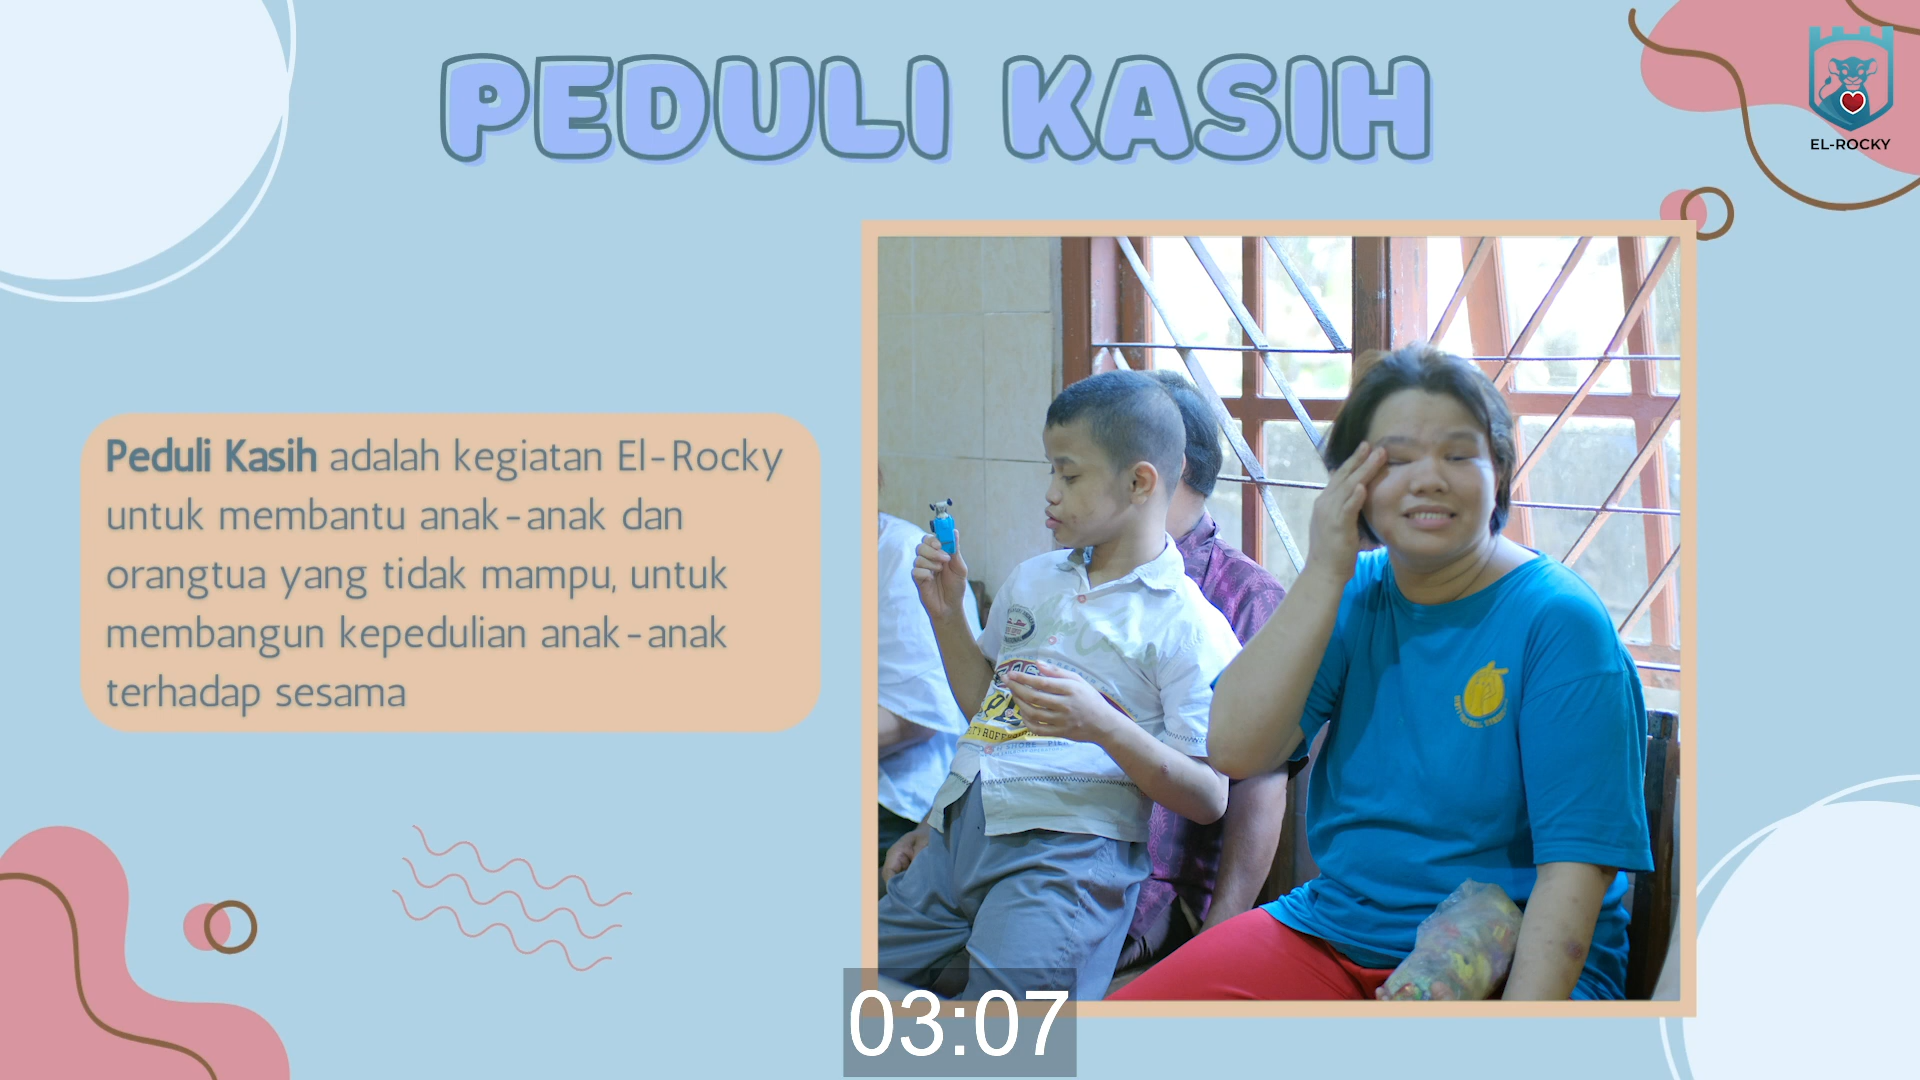 PEDULI KASIH
EL-ROCKY
Peduli Kasih adalah kegiatan El-Rocky
untuk membantu anak-anak dan
orangtua yang tidak mampu, untuk
membangun kepedulian anak-anak
terhadap sesama
03:07